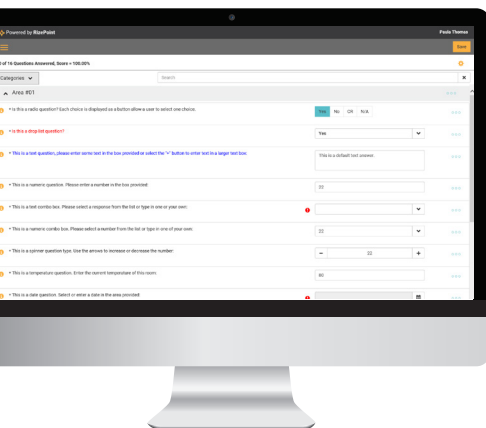 Powered by RizePoint
Paula Thomas
Save
of 16 Questions Answered, Score = 100.00%
Categories
Search
Area #01
* Is this a radio question? Each choice is displayed as a button allow a user to select one choice.
Yes No CR N/A
* Is this a drop list question?
Yes
* This is a text question, please enter some text in the box provided or select the "+" button to enter text in a larger text box:
This is a default text answer.
* This is a numeric question. Please enter a number in the box provided:
22
* This is a text combo box. Please select a response from the list or type in one or your own:
* This is a numeric combo box. Please select a number from the list or type in one of your own:
22
* This is a spinner question type. Use the arrows to increase or decrease the number:
− 22 +
* This is a temperature question. Enter the current temperature of this room:
60
* This is a date question. Select or enter a date in the area provided: